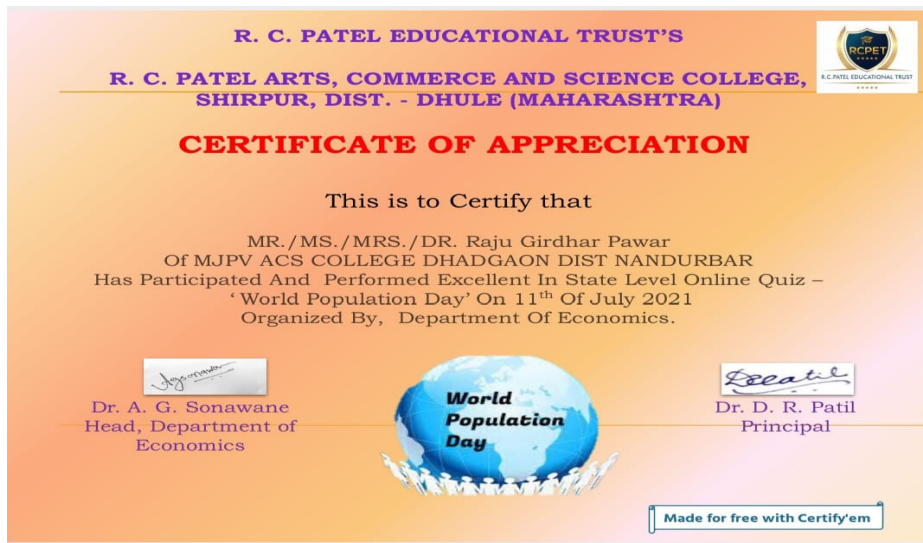 R. C. PATEL EDUCATIONAL TRUST'S
RCPET
R.C.PATEL EDUCATIONAL TRUST
R. C. PATEL ARTS, COMMERCE AND SCIENCE COLLEGE,
SHIRPUR, DIST. - DHULE (MAHARASHTRA)
CERTIFICATE OF APPRECIATION
This is to Certify that
MR./MS./MRS./DR. Raju Girdhar Pawar
Of MJPV ACS COLLEGE DHADGAON DIST NANDURBAR
Has Participated And Performed Excellent In State Level Online Quiz –
‘ World Population Day’ On 11th Of July 2021
Organized By, Department Of Economics.
Dr. A. G. Sonawane
Head, Department of
Economics
World
Population
Day
Dr. D. R. Patil
Principal
Made for free with Certify'em